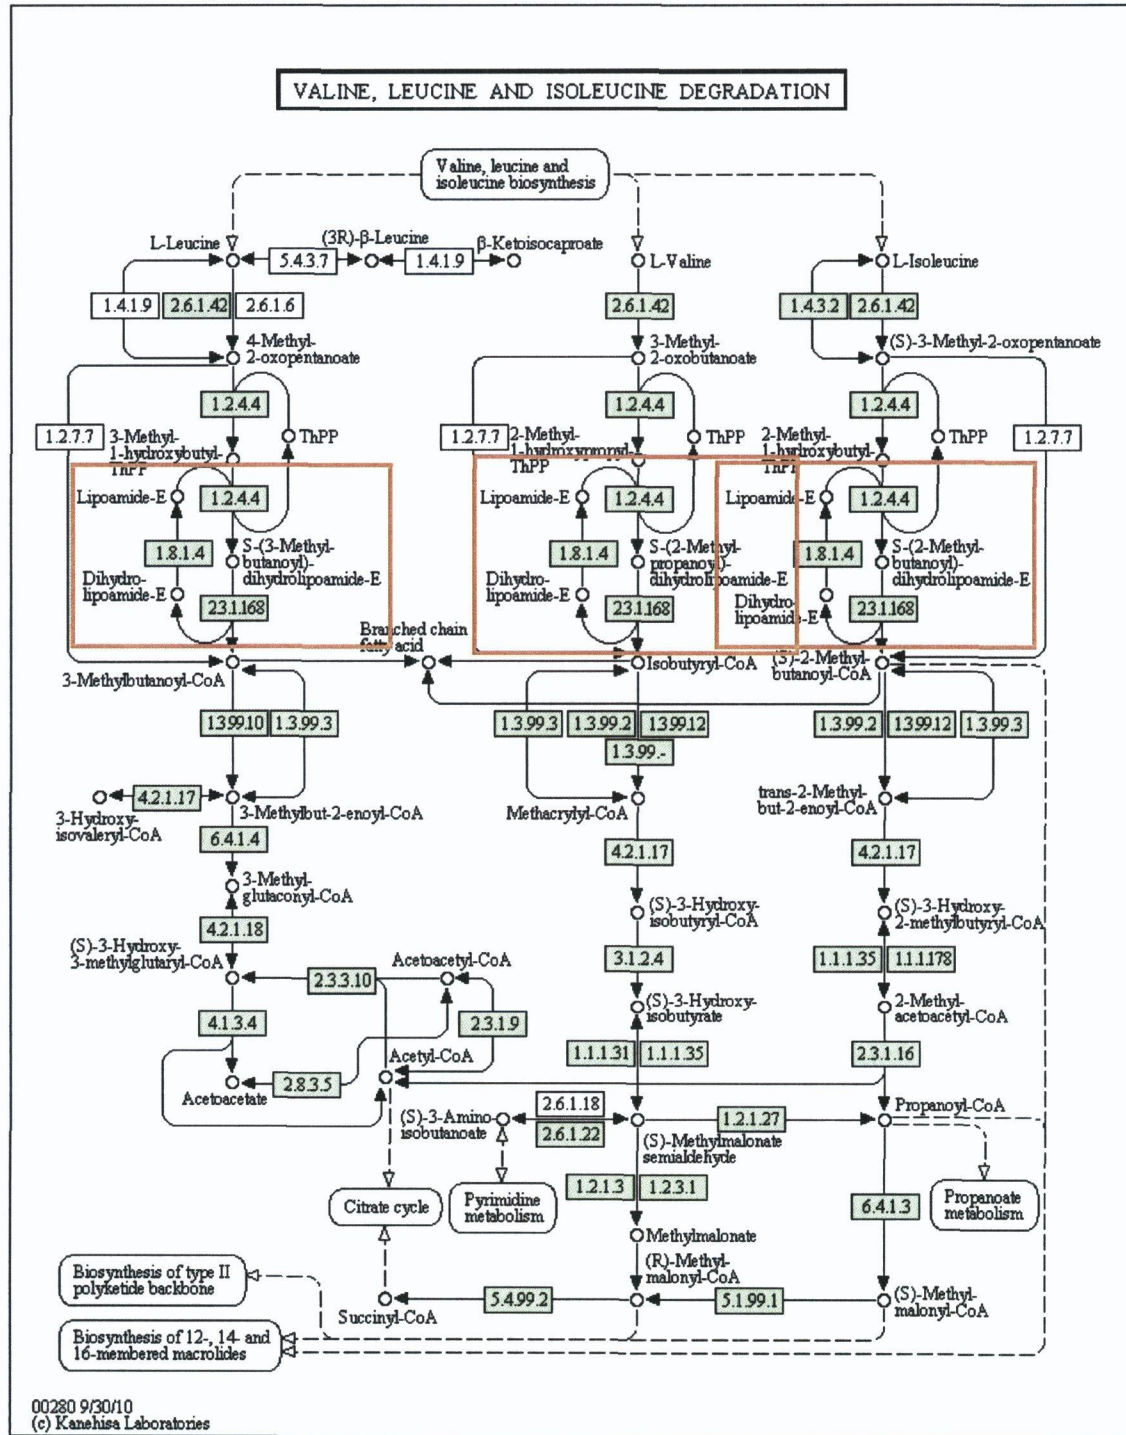 VALINE, LEUCINE AND ISOLEUCINE DEGRADATION
Valine, leucine and
isoleucine biosynthesis
L-Leucine
5.4.3.7
(3R)-β-Leucine
1.4.1.9
β-Ketoisocaproate
L-Valine
L-Isoleucine
1.4.1.9
2.6.1.42
2.6.1.6
2.6.1.42
1.4.3.2
2.6.1.42
4-Methyl-
2-oxopentanoate
3-Methyl-
2-oxobutanoate
(S)-3-Methyl-2-oxopentanoate
1.2.4.4
1.2.4.4
1.2.4.4
1.2.7.7
3-Methyl-
1-hydroxybutyl-
ThPP
ThPP
1.2.7.7
2-Methyl-
1-hydroxypropyl-
ThPP
ThPP
2-Methyl-
1-hydroxybutyl-
ThPP
ThPP
1.2.7.7
Lipoamide-E
1.2.4.4
Lipoamide-E
1.2.4.4
Lipoamide-E
1.2.4.4
1.8.1.4
S-(3-Methyl-
butanoyl)-
dihydrolipoamide-E
1.8.1.4
S-(2-Methyl-
propanoyl)-
dihydrolipoamide-E
1.8.1.4
S-(2-Methyl-
butanoyl)-
dihydrolipoamide-E
Dihydro-
lipoamide-E
23.1.168
Dihydro-
lipoamide-E
23.1.168
Dihydro-
lipoamide-E
23.1.168
3-Methylbutanoyl-CoA
Branched chain
fatty acid
Isobutyryl-CoA
(S)-2-Methyl-
butanoyl-CoA
13.99.10
1.3.99.3
1.3.99.3
1.3.99.2
13.99.12
1.3.99.-
1.3.99.2
13.99.12
1.3.99.3
3-Hydroxy-
isovaleryl-CoA
4.2.1.17
3-Methylbut-2-enoyl-CoA
Methacrylyl-CoA
trans-2-Methyl-
but-2-enoyl-CoA
6.4.1.4
4.2.1.17
4.2.1.17
3-Methyl-
glutaconyl-CoA
(S)-3-Hydroxy-
isobutyryl-CoA
(S)-3-Hydroxy-
2-methylbutyryl-CoA
4.2.1.18
(S)-3-Hydroxy-
3-methylglutaryl-CoA
2.3.3.10
Acetoacetyl-CoA
3.1.2.4
1.1.1.35
1.1.1.178
4.1.3.4
2.3.1.9
(S)-3-Hydroxy-
isobutyrate
2-Methyl-
acetoacetyl-CoA
Acetoacetate
2.8.3.5
Acetyl-CoA
1.1.1.31
1.1.1.35
2.3.1.16
(S)-3-Amino-
isobutanoate
2.6.1.18
2.6.1.22
(S)-Methylmalonate
semialdehyde
1.2.1.27
Propanoyl-CoA
Citrate cycle
Pyrimidine
metabolism
1.2.1.3
1.2.3.1
6.4.1.3
Propanoate
metabolism
Methylmalonate
Biosynthesis of type II
polyketide backbone
(R)-Methyl-
malonyl-CoA
Succinyl-CoA
5.4.99.2
5.1.99.1
(S)-Methyl-
malonyl-CoA
Biosynthesis of 12-, 14- and
16-membered macrolides
00280 9/30/10
(c) Kanehisa Laboratories